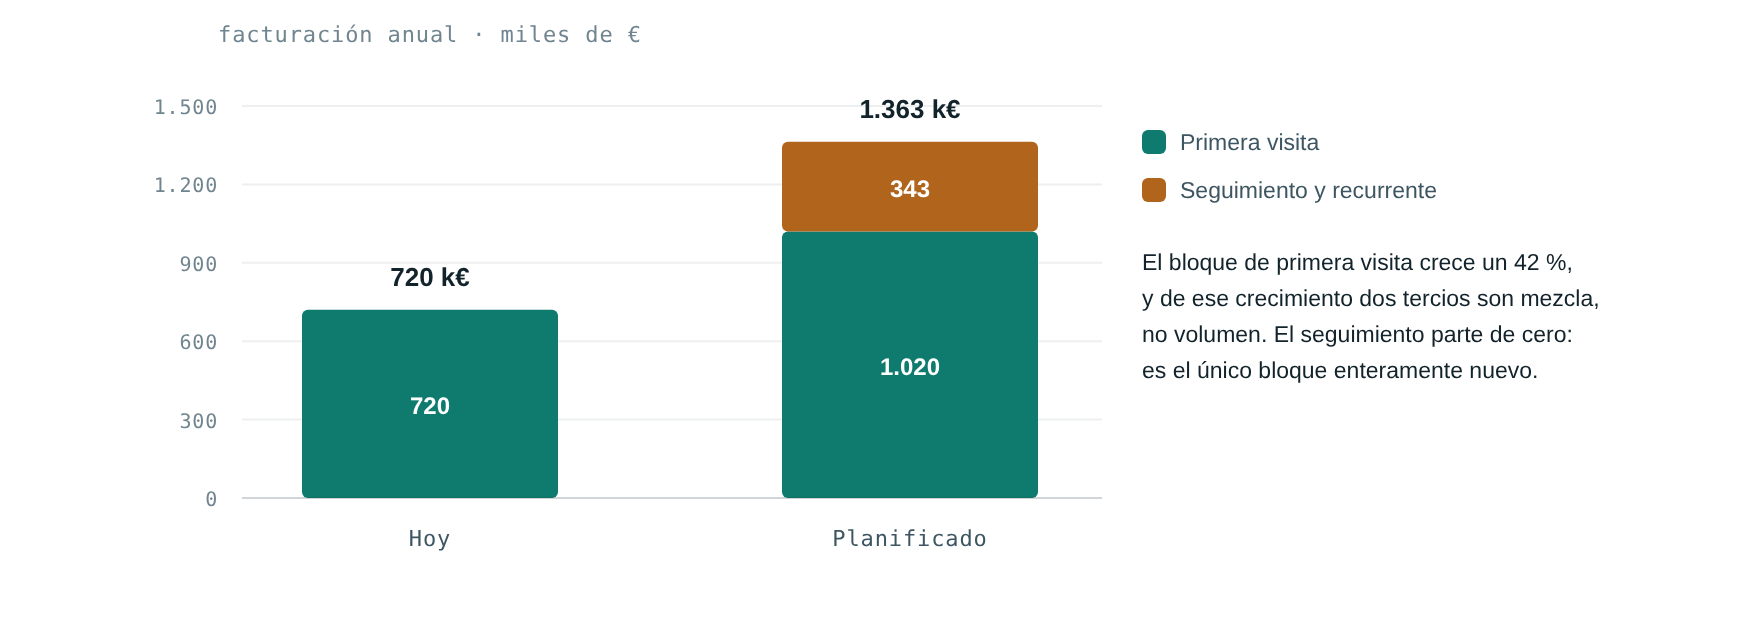 facturación anual · miles de €
1.500
1.200
900
600
300
0
720 k€
720
1.363 k€
343
1.020
Hoy
Planificado
Primera visita
Seguimiento y recurrente
El bloque de primera visita crece un 42 %,
y de ese crecimiento dos tercios son mezcla,
no volumen. El seguimiento parte de cero:
es el único bloque enteramente nuevo.